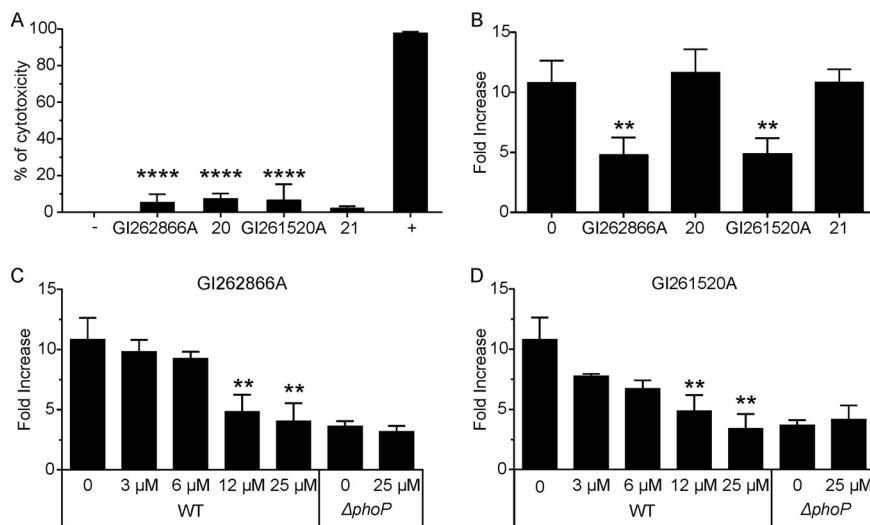 A
% of cytotoxicity
100
80
60
40
20
0
**** **** ****
- GI262866A 20 GI261520A 21 +
B
Fold Increase
15
10
5
0
** **
0 GI262866A 20 GI261520A 21
C
GI262866A
Fold Increase
15
10
5
0
** **
0 3 μM 6 μM 12 μM 25 μM 0 25 μM
WT ΔphoP
D
GI261520A
Fold Increase
15
10
5
0
** **
0 3 μM 6 μM 12 μM 25 μM 0 25 μM
WT ΔphoP